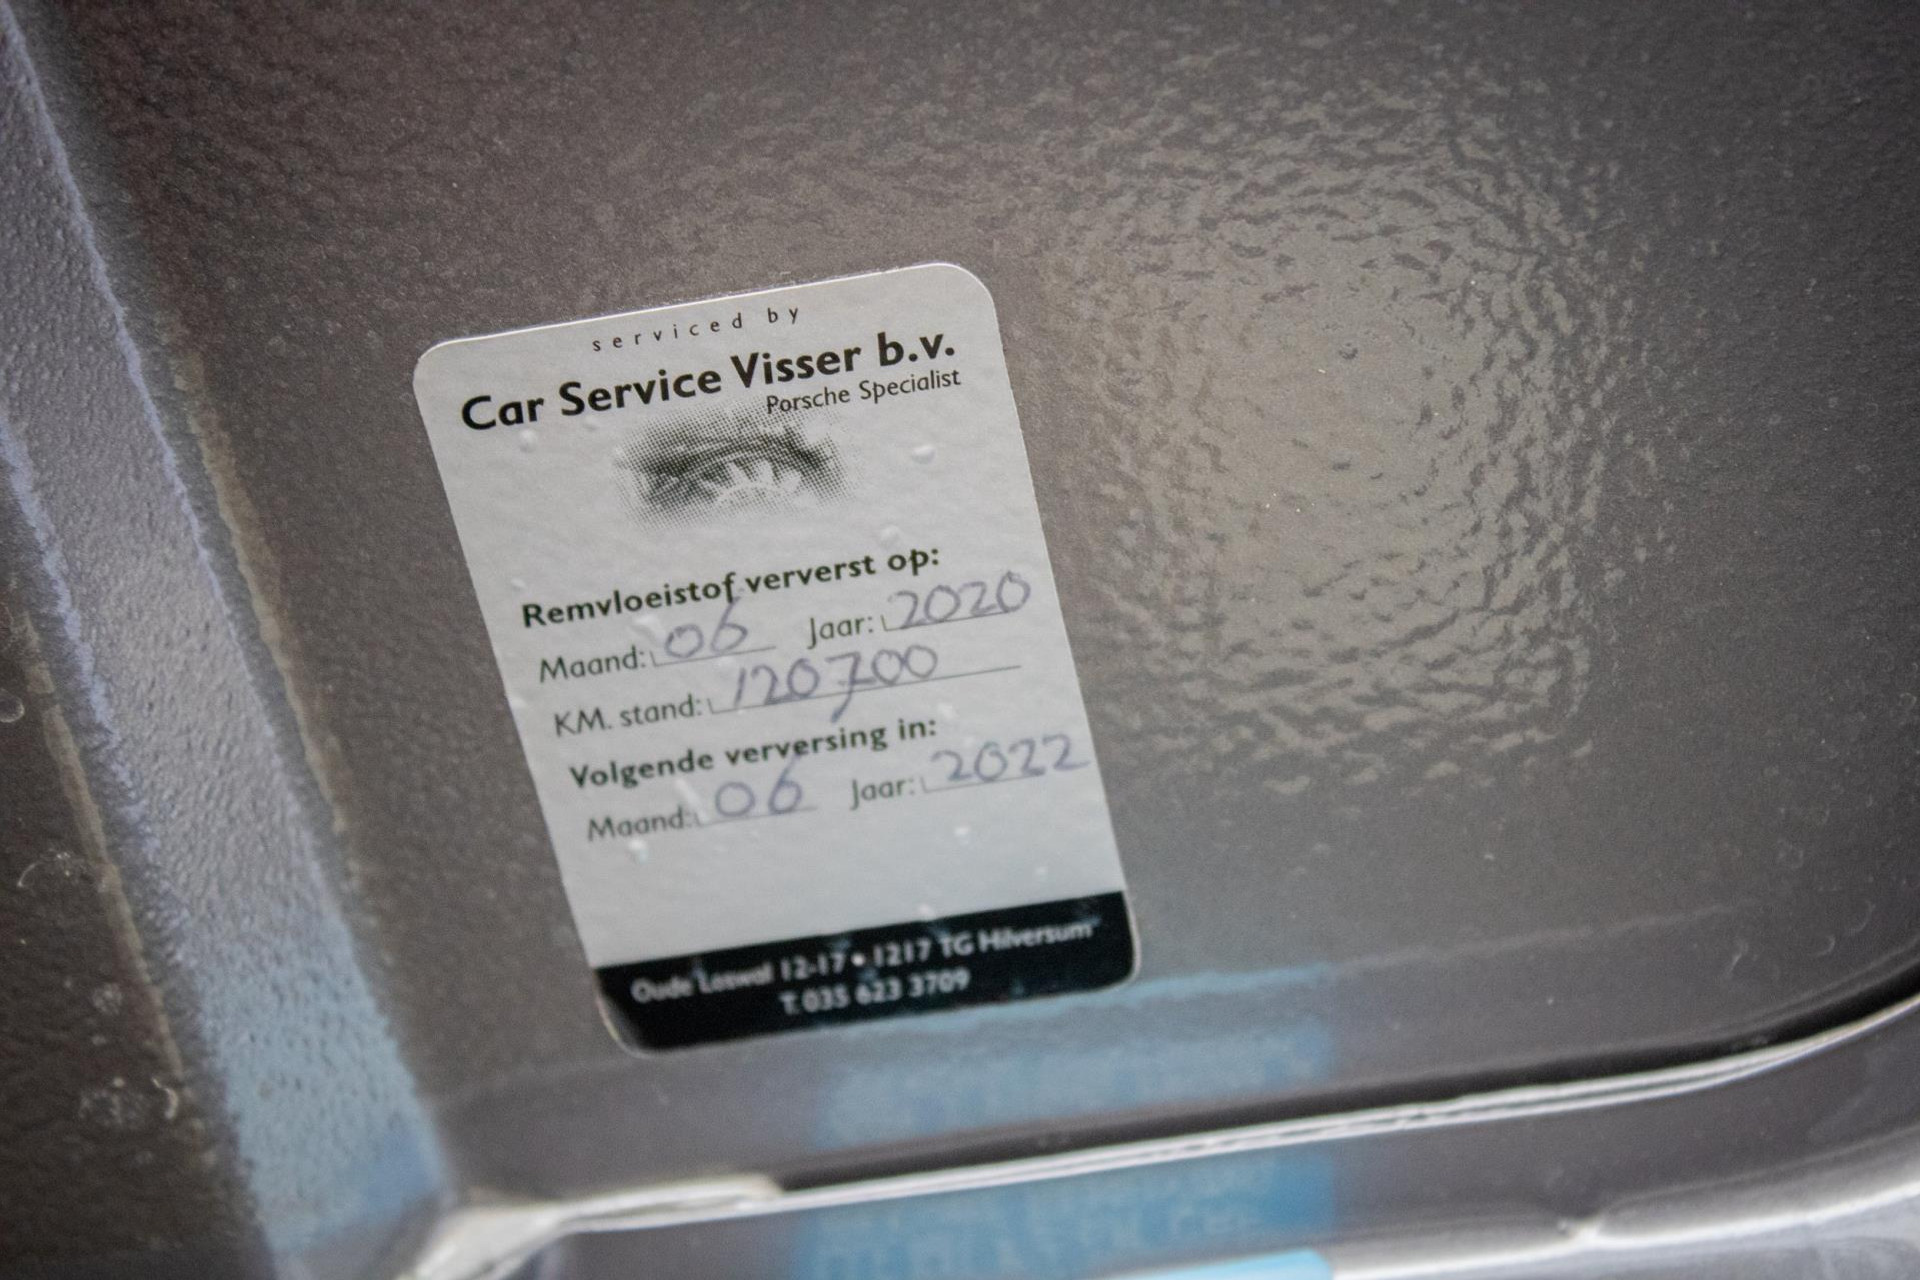 serviced by
Car Service Visser b.v.
Porsche Specialist
Remvloeistof ververst op:
Maand: 06 Jaar: 2020
KM. stand: 120700
Volgende verversing in:
Maand: 06 Jaar: 2022
Oude Loswal 12-17 • 1217 TG Hilversum
T. 035 623 3709